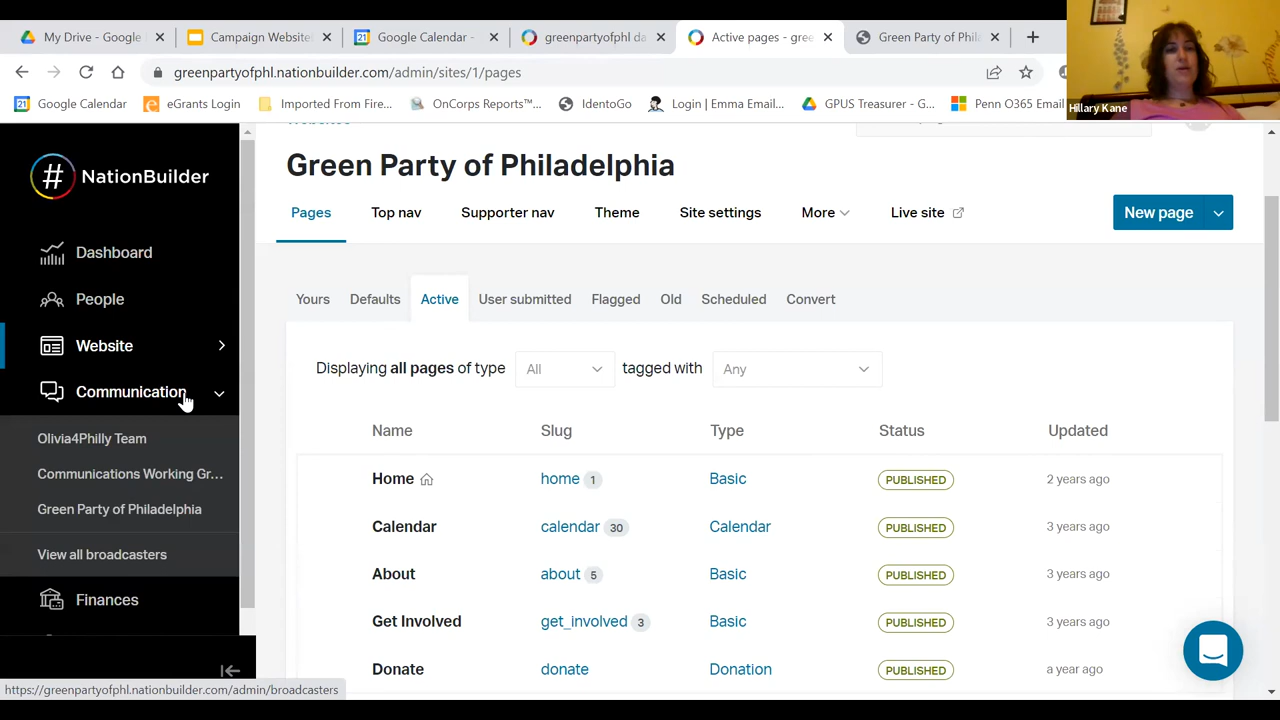 My Drive - Google
Campaign Website
Google Calendar -
greenpartyofphl da
Active pages - gree
Green Party of Phil
greenpartyofphl.nationbuilder.com/admin/sites/1/pages
Google Calendar
eGrants Login
Imported From Fire...
OnCorps Reports™...
IdentoGo
Login | Emma Email...
GPUS Treasurer - G...
Penn O365 Email
Hillary Kane
# NationBuilder
Dashboard
People
Website
Communication
Olivia4Philly Team
Communications Working Gr...
Green Party of Philadelphia
View all broadcasters
Finances
https://greenpartyofphl.nationbuilder.com/admin/broadcasters
Websites
Green Party of Philadelphia
Pages Top nav Supporter nav Theme Site settings More Live site New page
Yours Defaults Active User submitted Flagged Old Scheduled Convert
Displaying all pages of type All tagged with Any
Name Slug Type Status Updated
Home home 1 Basic PUBLISHED 2 years ago
Calendar calendar 30 Calendar PUBLISHED 3 years ago
About about 5 Basic PUBLISHED 3 years ago
Get Involved get_involved 3 Basic PUBLISHED 3 years ago
Donate donate Donation PUBLISHED a year ago